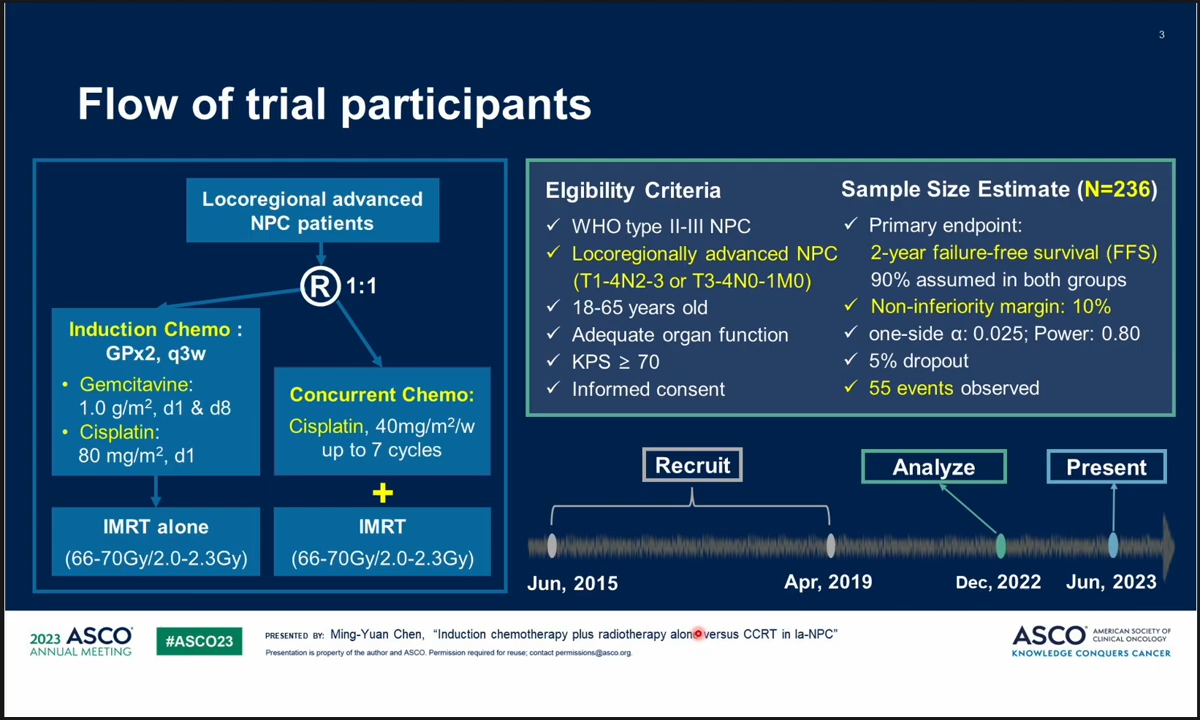 3
Flow of trial participants
Locoregional advanced
NPC patients
R 1:1
Induction Chemo :
GPx2, q3w
• Gemcitavine:
1.0 g/m², d1 & d8
• Cisplatin:
80 mg/m², d1
IMRT alone
(66-70Gy/2.0-2.3Gy)
Concurrent Chemo:
Cisplatin, 40mg/m²/w
up to 7 cycles
+
IMRT
(66-70Gy/2.0-2.3Gy)
Elgibility Criteria
✓ WHO type II-III NPC
✓ Locoregionally advanced NPC
(T1-4N2-3 or T3-4N0-1M0)
✓ 18-65 years old
✓ Adequate organ function
✓ KPS ≥ 70
✓ Informed consent
Sample Size Estimate (N=236)
✓ Primary endpoint:
2-year failure-free survival (FFS)
90% assumed in both groups
✓ Non-inferiority margin: 10%
✓ one-side α: 0.025; Power: 0.80
✓ 5% dropout
✓ 55 events observed
Recruit
Analyze
Present
Jun, 2015
Apr, 2019
Dec, 2022
Jun, 2023
2023 ASCO®
ANNUAL MEETING
#ASCO23
PRESENTED BY: Ming-Yuan Chen, “Induction chemotherapy plus radiotherapy alone versus CCRT in la-NPC”
Presentation is property of the author and ASCO. Permission required for reuse; contact permissions@asco.org.
ASCO® AMERICAN SOCIETY OF
CLINICAL ONCOLOGY
KNOWLEDGE CONQUERS CANCER